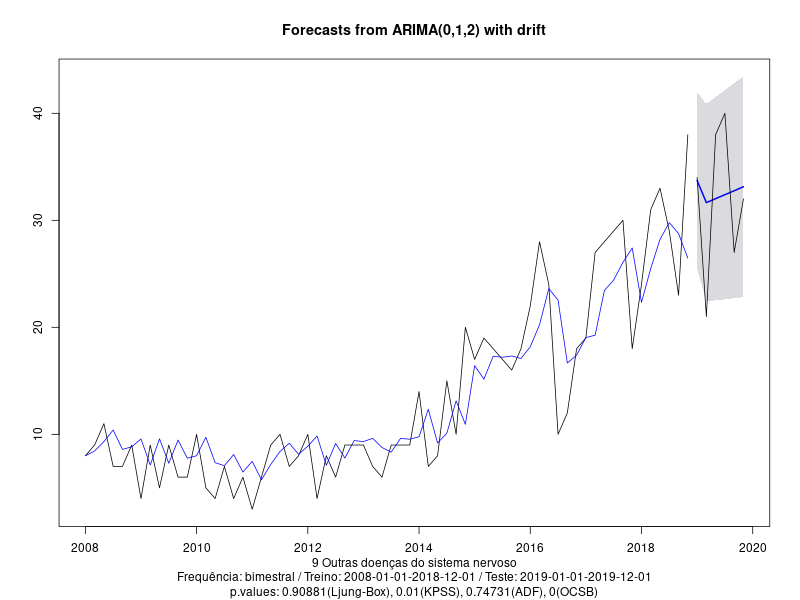 Forecasts from ARIMA(0,1,2) with drift
40
30
20
10
2008 2010 2012 2014 2016 2018 2020
9 Outras doenças do sistema nervoso
Frequência: bimestral / Treino: 2008-01-01-2018-12-01 / Teste: 2019-01-01-2019-12-01
p.values: 0.90881(Ljung-Box), 0.01(KPSS), 0.74731(ADF), 0(OCSB)